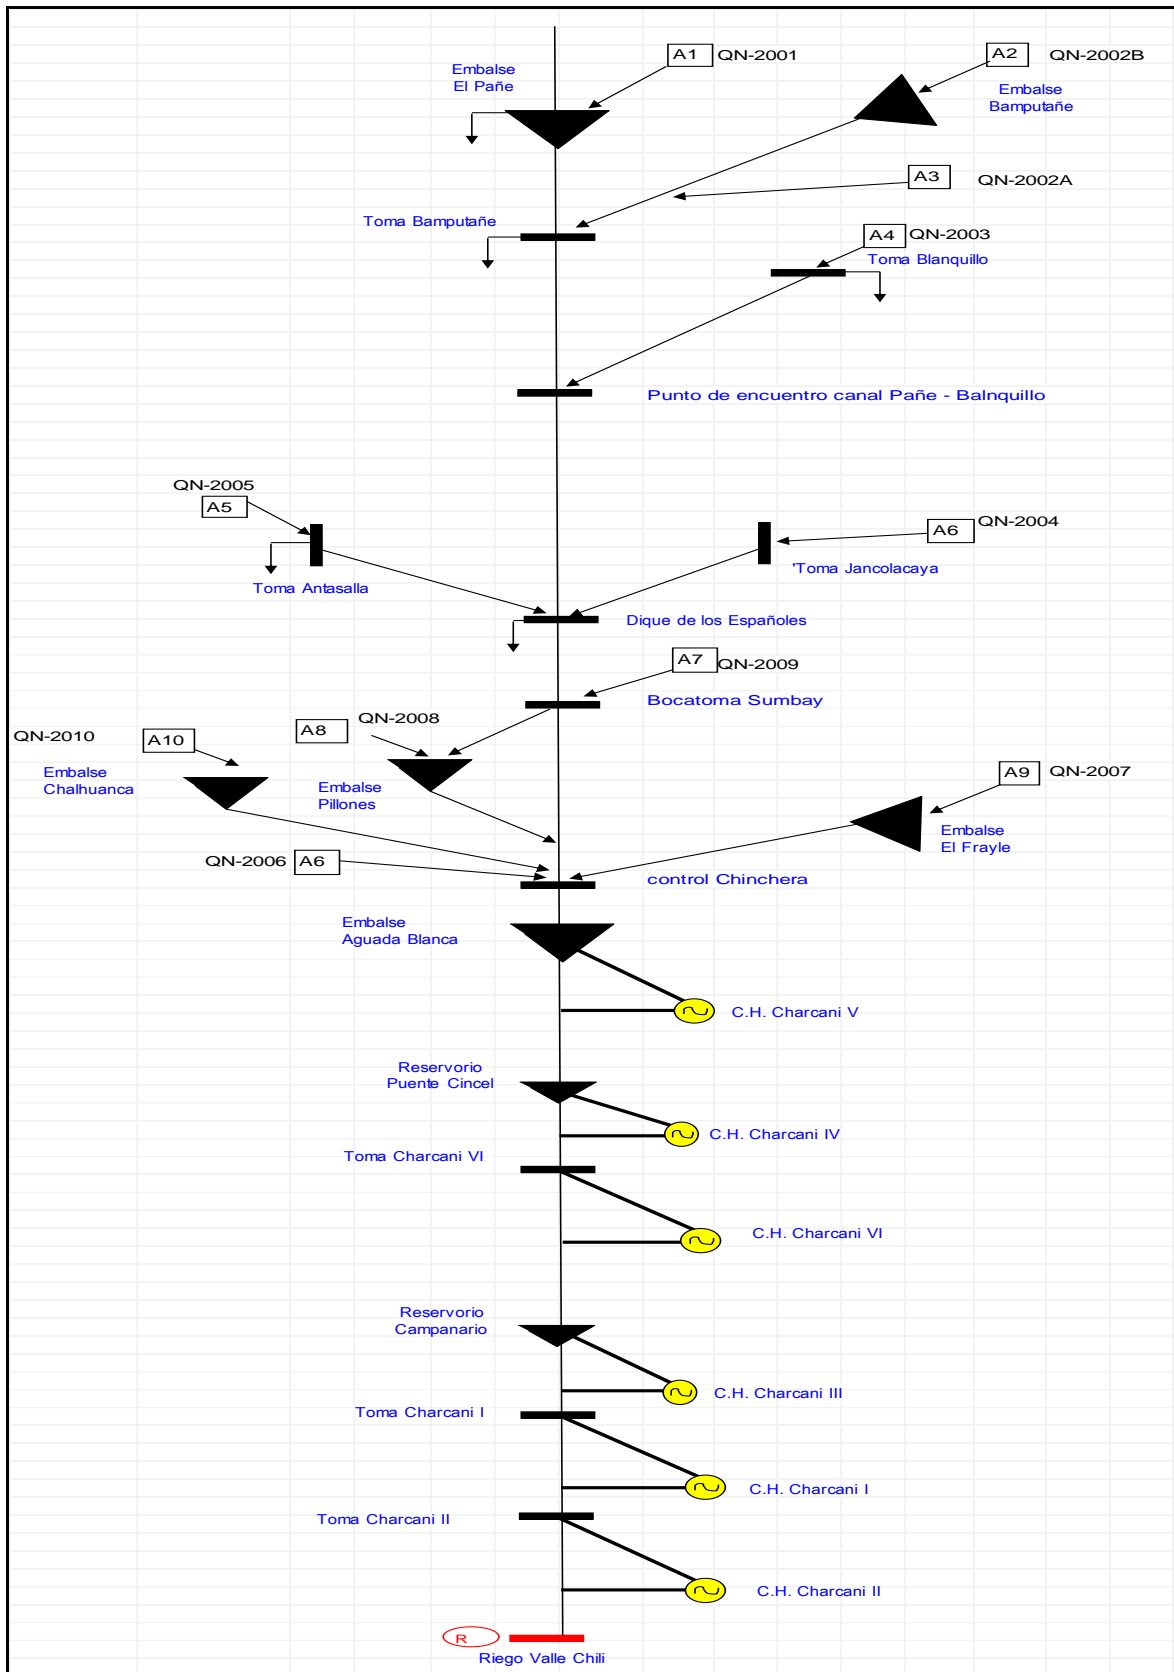 A1 QN-2001
A2 QN-2002B
Embalse
El Pañe
Embalse
Bamputañe
A3 QN-2002A
Toma Bamputañe
A4 QN-2003
Toma Blanquillo
Punto de encuentro canal Pañe - Balnquillo
QN-2005
A5
A6 QN-2004
'Toma Jancolacaya
Toma Antasalla
Dique de los Españoles
A7 QN-2009
Bocatoma Sumbay
QN-2008
A8
QN-2010 A10
Embalse
Chalhuanca
Embalse
Pillones
A9 QN-2007
Embalse
El Frayle
QN-2006 A6
control Chinchera
Embalse
Aguada Blanca
C.H. Charcani V
Reservorio
Puente Cincel
C.H. Charcani IV
Toma Charcani VI
C.H. Charcani VI
Reservorio
Campanario
C.H. Charcani III
Toma Charcani I
C.H. Charcani I
Toma Charcani II
C.H. Charcani II
R
Riego Valle Chili